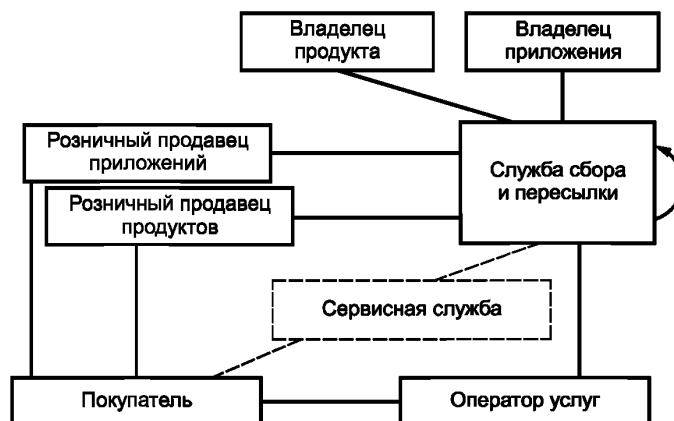 Владелец
продукта
Владелец
приложения
Розничный продавец
приложений
Служба сбора
и пересылки
Розничный продавец
продуктов
Сервисная служба
Покупатель
Оператор услуг